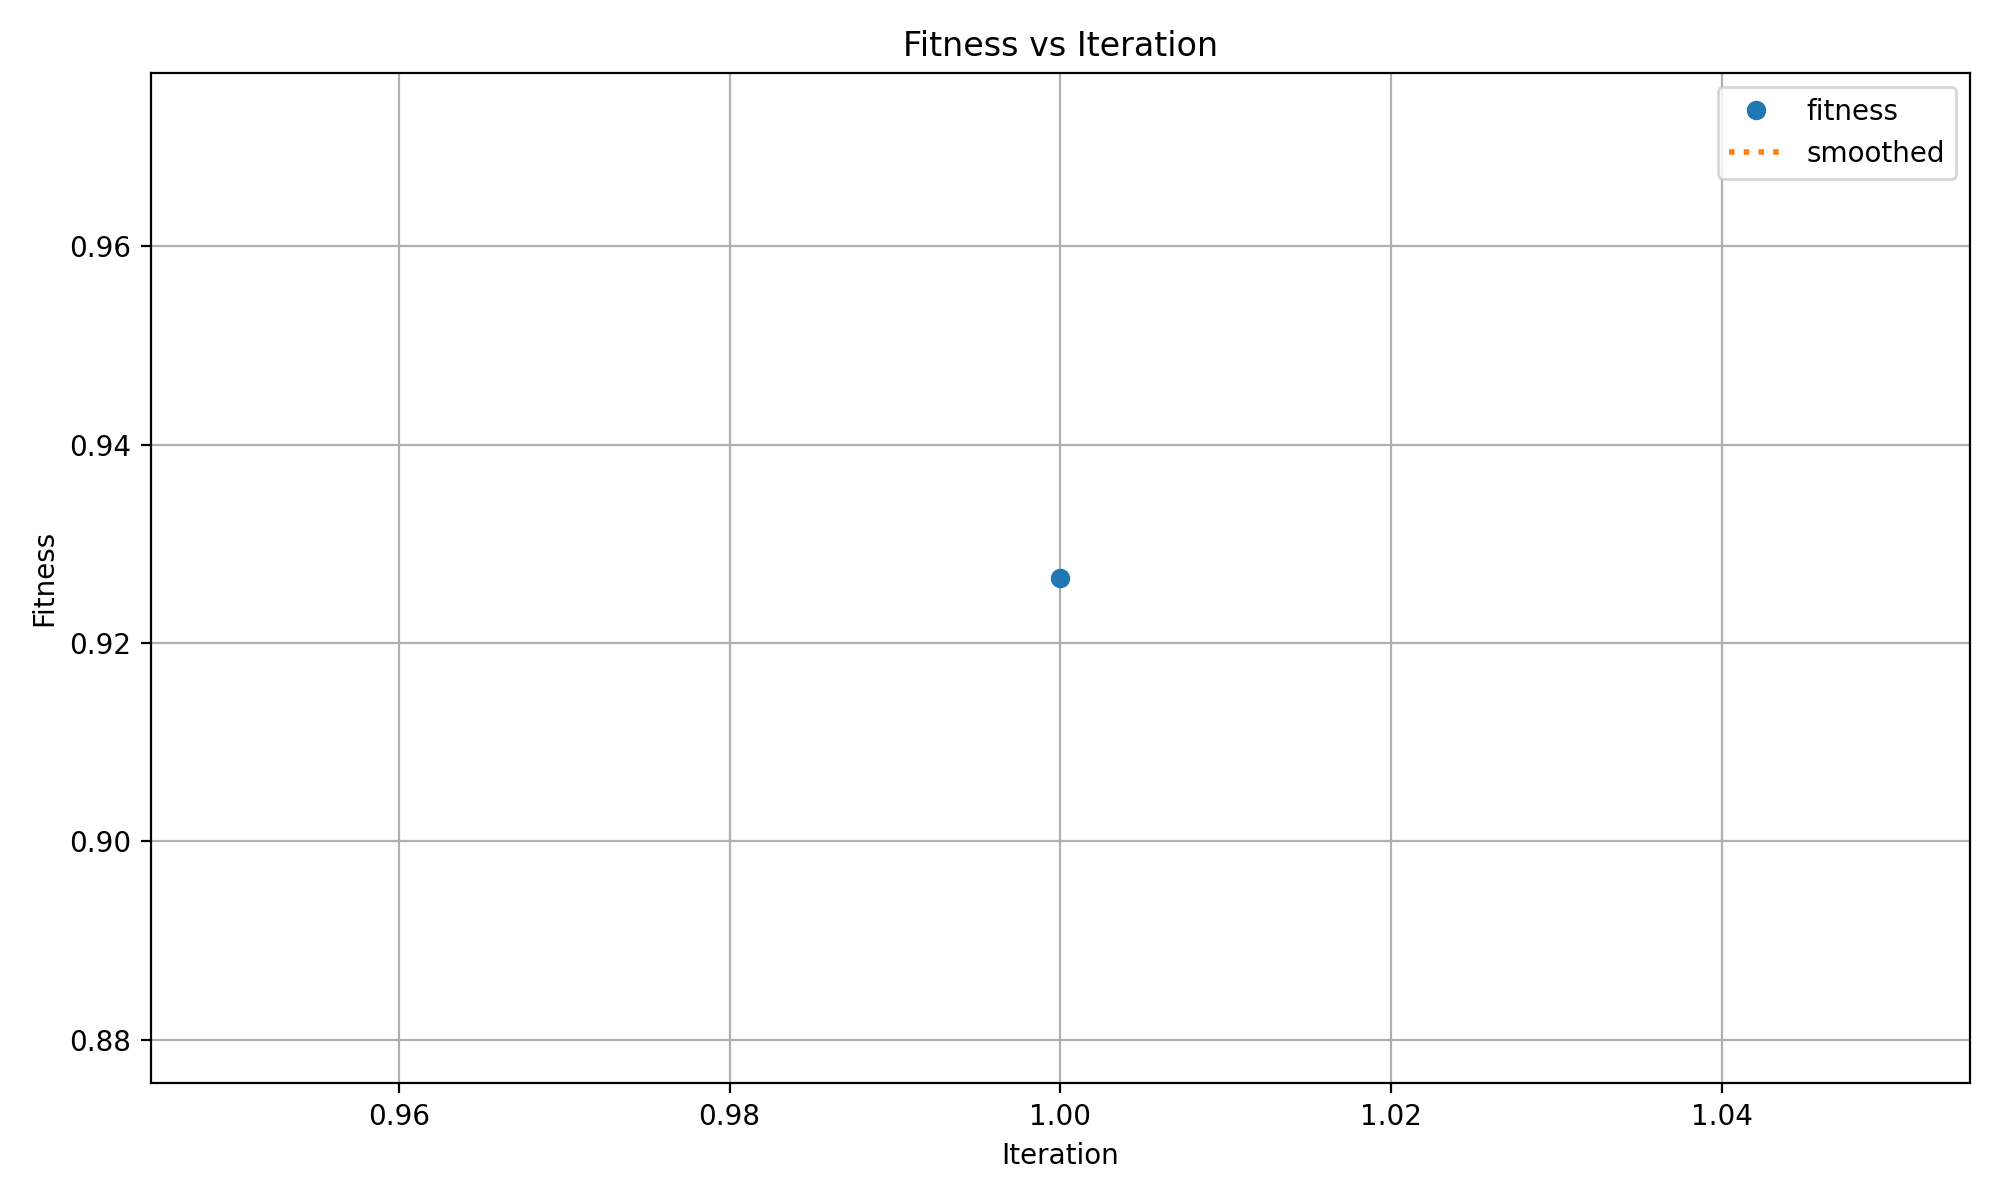 Fitness vs Iteration
fitness
smoothed
0.96
0.94
0.92
0.90
0.88
Fitness
0.96 0.98 1.00 1.02 1.04
Iteration